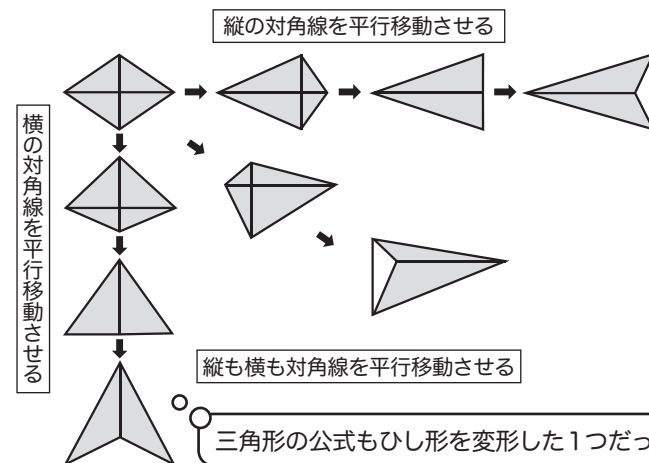 縦の対角線を平行移動させる
横の対角線を平行移動させる
縦も横も対角線を平行移動させる
三角形の公式もひし形を変形した1つだっ